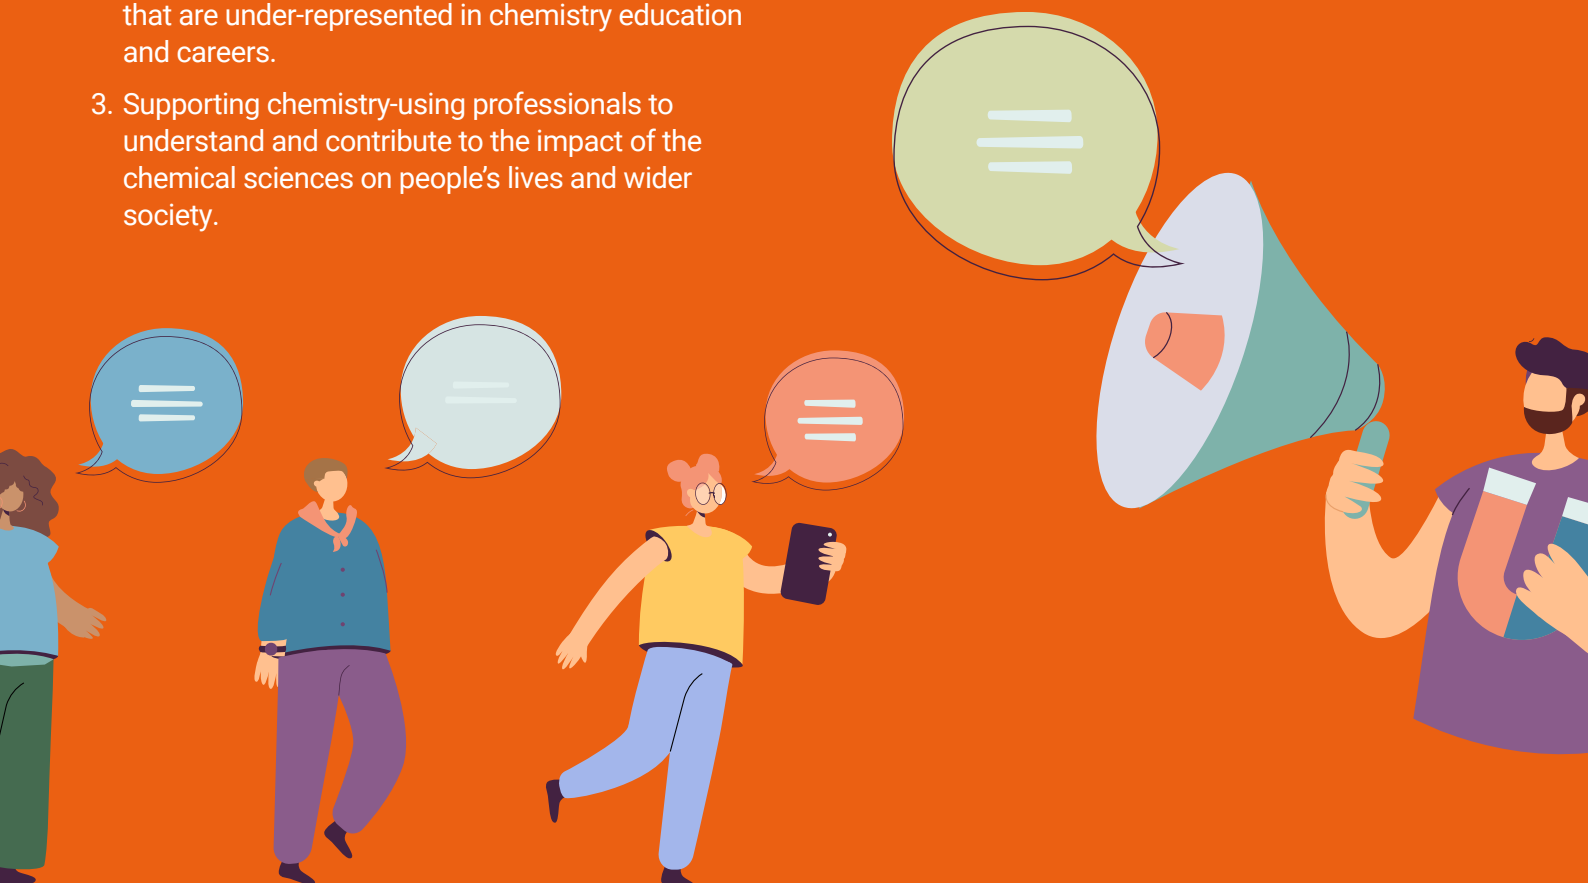 that are under-represented in chemistry education
and careers.
3. Supporting chemistry-using professionals to
understand and contribute to the impact of the
chemical sciences on people’s lives and wider
society.